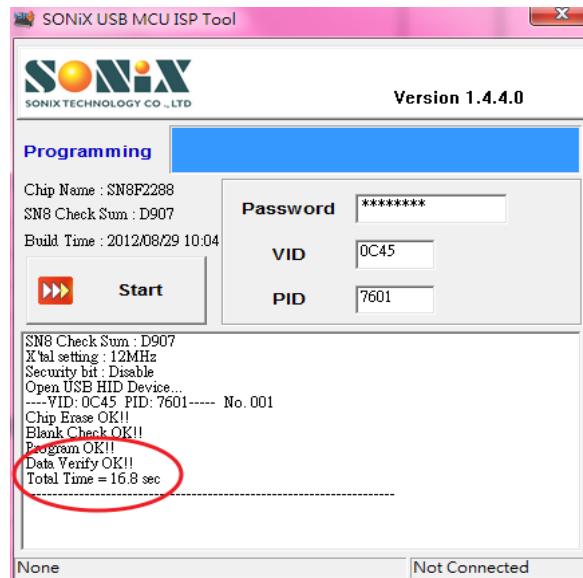 SONiX USB MCU ISP Tool
SONiX
SONIX TECHNOLOGY CO ., LTD
Version 1.4.4.0
Programming
Chip Name : SN8F2288
SN8 Check Sum : D907
Build Time : 2012/08/29 10:04
Start
Password ********
VID 0C45
PID 7601
SN8 Check Sum : D907
X'tal setting : 12MHz
Security bit : Disable
Open USB HID Device...
----VID: 0C45 PID: 7601----- No. 001
Chip Erase OK!!
Blank Check OK!!
Program OK!!
Data Verify OK!!
Total Time = 16.8 sec
----------------------------------------------------------------------
None
Not Connected